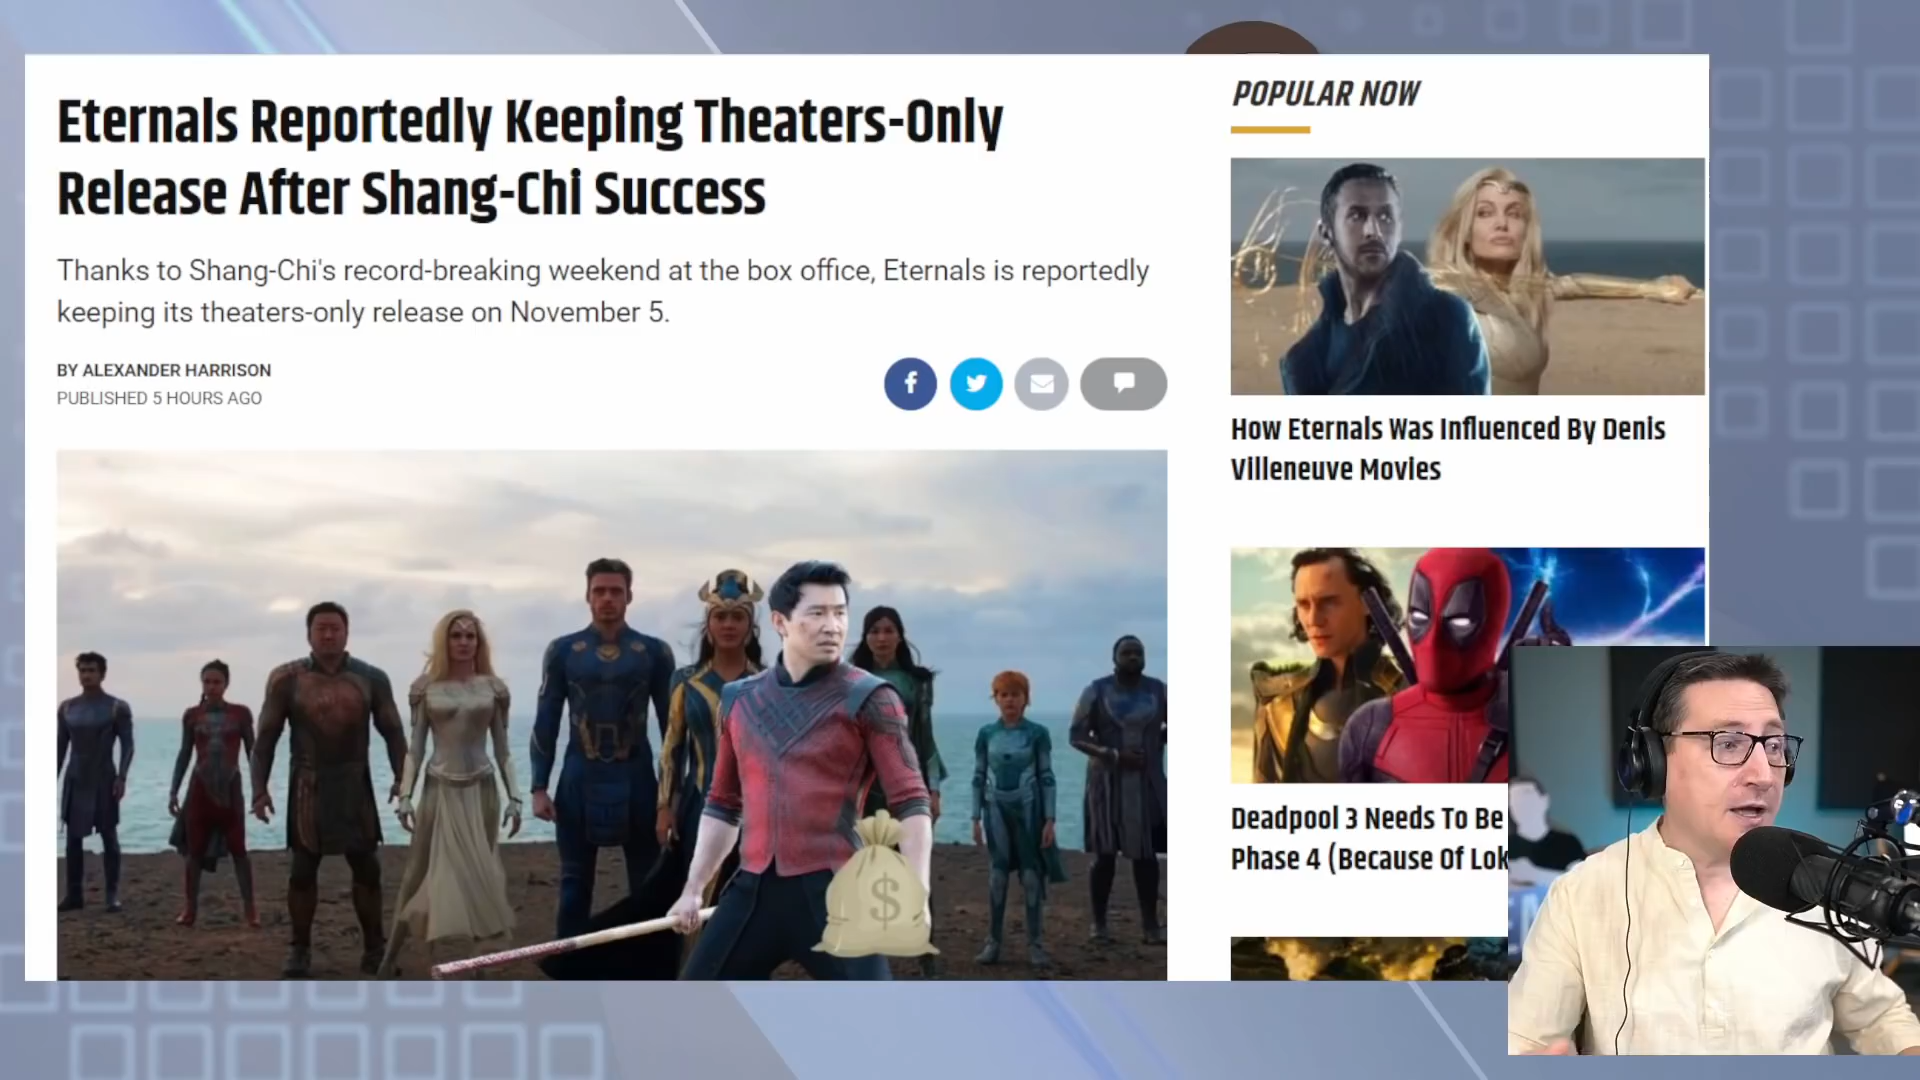 Eternals Reportedly Keeping Theaters-Only
Release After Shang-Chi Success
Thanks to Shang-Chi's record-breaking weekend at the box office, Eternals is reportedly
keeping its theaters-only release on November 5.
BY ALEXANDER HARRISON
PUBLISHED 5 HOURS AGO
f
$
POPULAR NOW
How Eternals Was Influenced By Denis
Villeneuve Movies
Deadpool 3 Needs To Be
Phase 4 (Because Of Lok